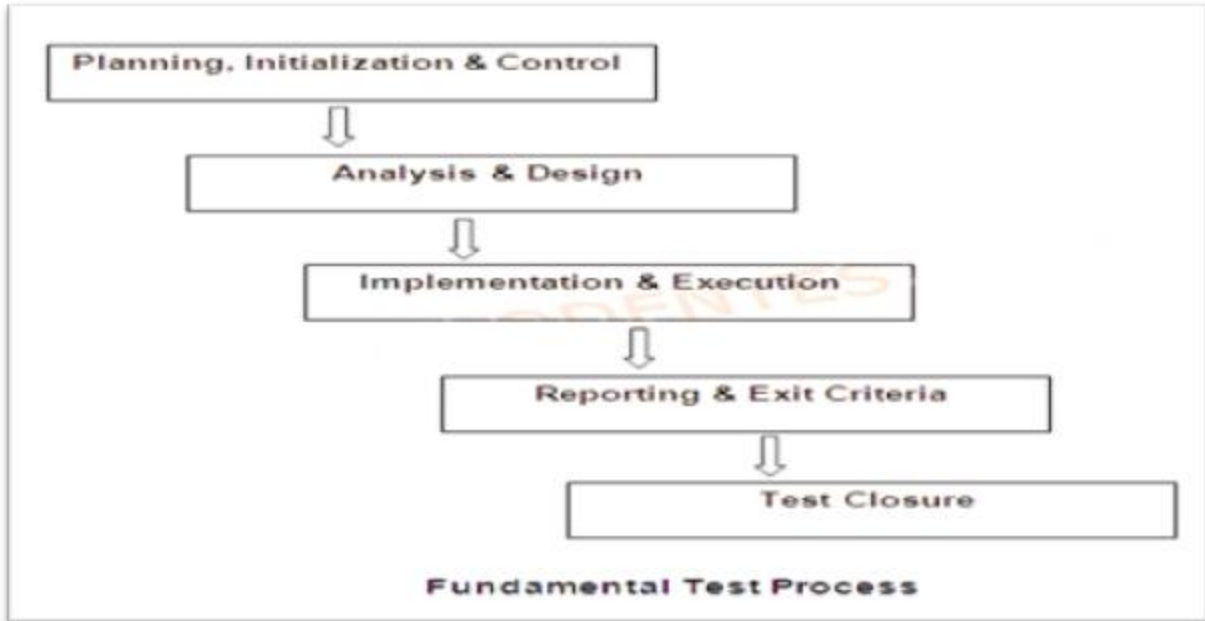 Planning, Initialization & Control
Analysis & Design
Implementation & Execution
Reporting & Exit Criteria
Test Closure
Fundamental Test Process